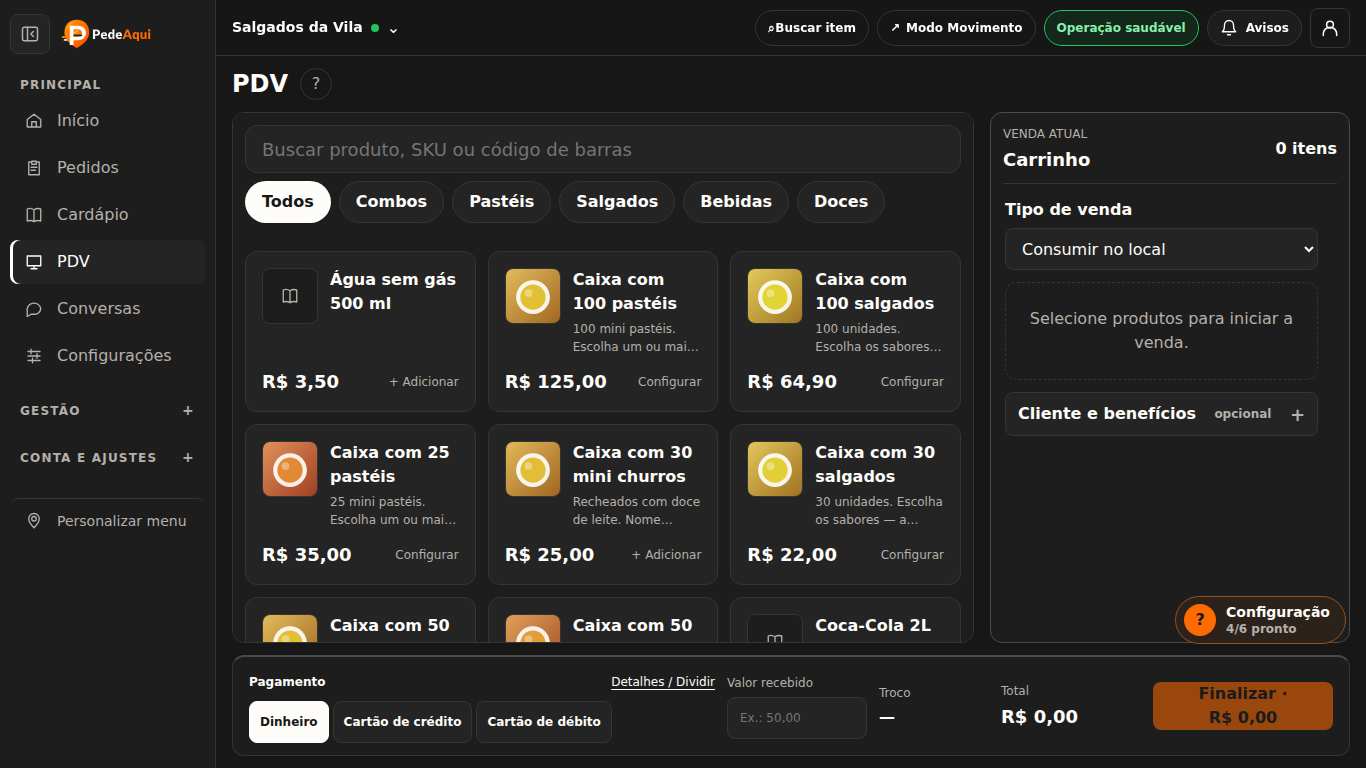 PedeAqui
PRINCIPAL
Início
Pedidos
Cardápio
PDV
Conversas
Configurações
GESTÃO +
CONTA E AJUSTES +
Personalizar menu
Salgados da Vila
Buscar item
↗ Modo Movimento
Operação saudável
Avisos
PDV ?
Buscar produto, SKU ou código de barras
Todos Combos Pastéis Salgados Bebidas Doces
Água sem gás
500 ml
R$ 3,50 + Adicionar
Caixa com
100 pastéis
100 mini pastéis.
Escolha um ou mai…
R$ 125,00 Configurar
Caixa com
100 salgados
100 unidades.
Escolha os sabores…
R$ 64,90 Configurar
Caixa com 25
pastéis
25 mini pastéis.
Escolha um ou mai…
R$ 35,00 Configurar
Caixa com 30
mini churros
Recheados com doce
de leite. Nome…
R$ 25,00 + Adicionar
Caixa com 30
salgados
30 unidades. Escolha
os sabores — a…
R$ 22,00 Configurar
Caixa com 50
Caixa com 50
Coca-Cola 2L
VENDA ATUAL
Carrinho
0 itens
Tipo de venda
Consumir no local
Selecione produtos para iniciar a
venda.
Cliente e benefícios opcional +
? Configuração
4/6 pronto
Pagamento
Detalhes / Dividir
Dinheiro Cartão de crédito Cartão de débito
Valor recebido
Ex.: 50,00
Troco
—
Total
R$ 0,00
Finalizar ·
R$ 0,00